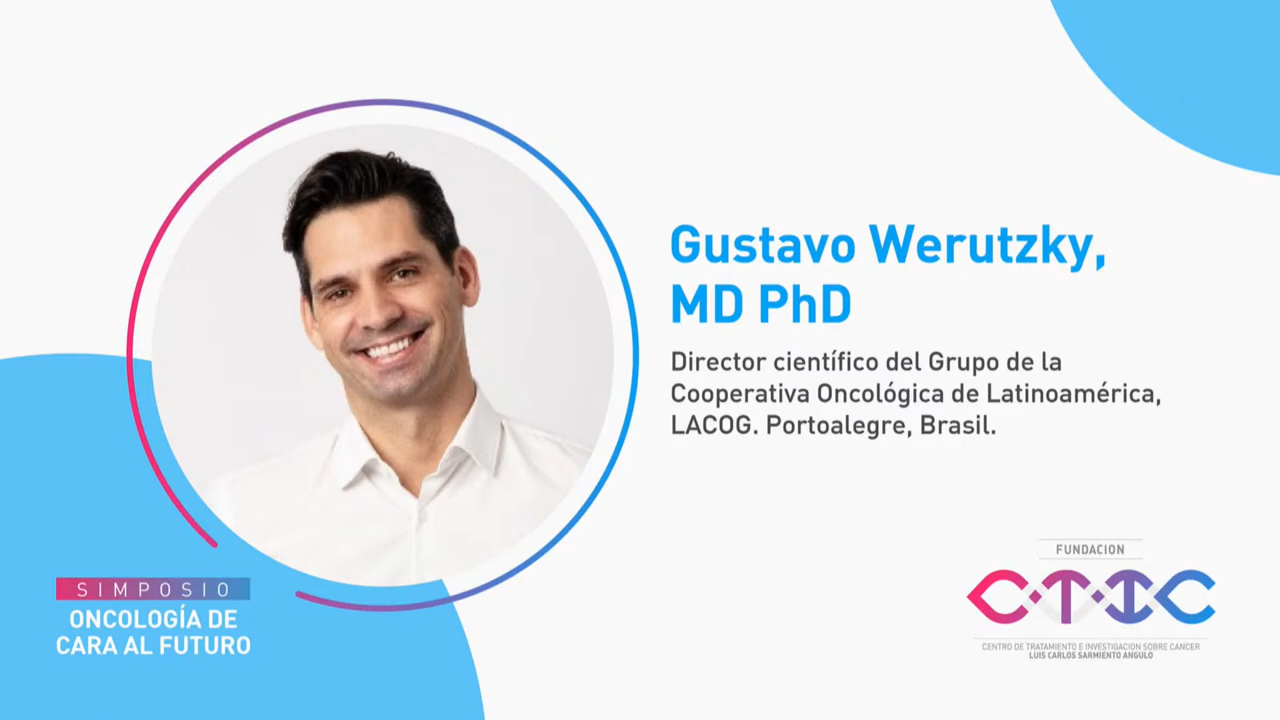 Gustavo Werutzky,
MD PhD
Director científico del Grupo de la
Cooperativa Oncológica de Latinoamérica,
LACOG. Portoalegre, Brasil.
SIMPOSIO
ONCOLOGÍA DE
CARA AL FUTURO
FUNDACION
CTIC
CENTRO DE TRATAMIENTO E INVESTIGACION SOBRE CANCER
LUIS CARLOS SARMIENTO ANGULO